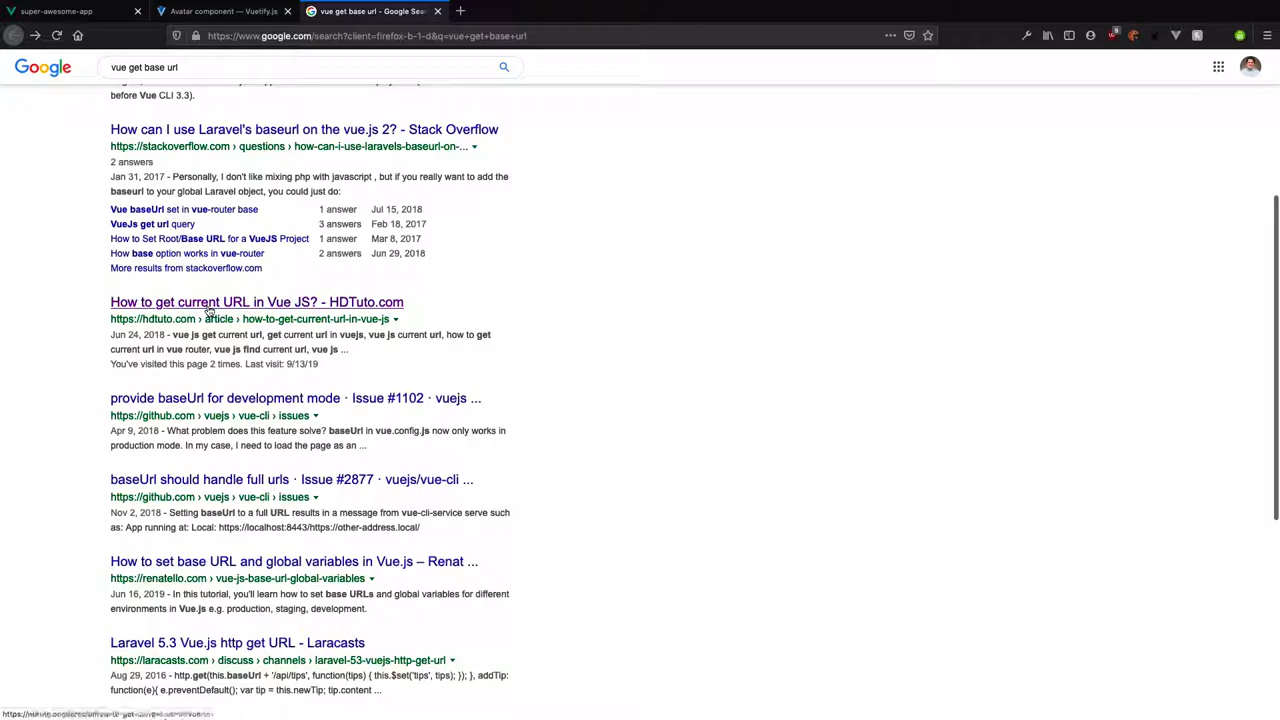 super-awesome-app
Avatar component — Vuetify.js
vue get base url - Google Sear
https://www.google.com/search?client=firefox-b-1-d&q=vue+get+base+url
Google
vue get base url
before Vue CLI 3.3).
How can I use Laravel's baseurl on the vue.js 2? - Stack Overflow
https://stackoverflow.com › questions › how-can-i-use-laravels-baseurl-on-...
2 answers
Jan 31, 2017 - Personally, I don't like mixing php with javascript , but if you really want to add the
baseurl to your global Laravel object, you could just do:
Vue baseUrl set in vue-router base 1 answer Jul 15, 2018
VueJs get url query 3 answers Feb 18, 2017
How to Set Root/Base URL for a VueJS Project 1 answer Mar 8, 2017
How base option works in vue-router 2 answers Jun 29, 2018
More results from stackoverflow.com
How to get current URL in Vue JS? - HDTuto.com
https://hdtuto.com › article › how-to-get-current-url-in-vue-js
Jun 24, 2018 - vue js get current url, get current url in vuejs, vue js current url, how to get
current url in vue router, vue js find current url, vue js ...
You've visited this page 2 times. Last visit: 9/13/19
provide baseUrl for development mode · Issue #1102 · vuejs ...
https://github.com › vuejs › vue-cli › issues
Apr 9, 2018 - What problem does this feature solve? baseUrl in vue.config.js now only works in
production mode. In my case, I need to load the page as an ...
baseUrl should handle full urls · Issue #2877 · vuejs/vue-cli ...
https://github.com › vuejs › vue-cli › issues
Nov 2, 2018 - Setting baseUrl to a full URL results in a message from vue-cli-service serve such
as: App running at: Local: https://localhost:8443/https://other-address.local/
How to set base URL and global variables in Vue.js – Renat ...
https://renatello.com › vue-js-base-url-global-variables
Jun 16, 2019 - In this tutorial, you'll learn how to set base URLs and global variables for different
environments in Vue.js e.g. production, staging, development.
Laravel 5.3 Vue.js http get URL - Laracasts
https://laracasts.com › discuss › channels › laravel-53-vuejs-http-get-url
Aug 29, 2016 - http.get(this.baseUrl + '/api/tips', function(tips) { this.$set('tips', tips); }); }, addTip:
function(e){ e.preventDefault(); var tip = this.newTip; tip.content ...